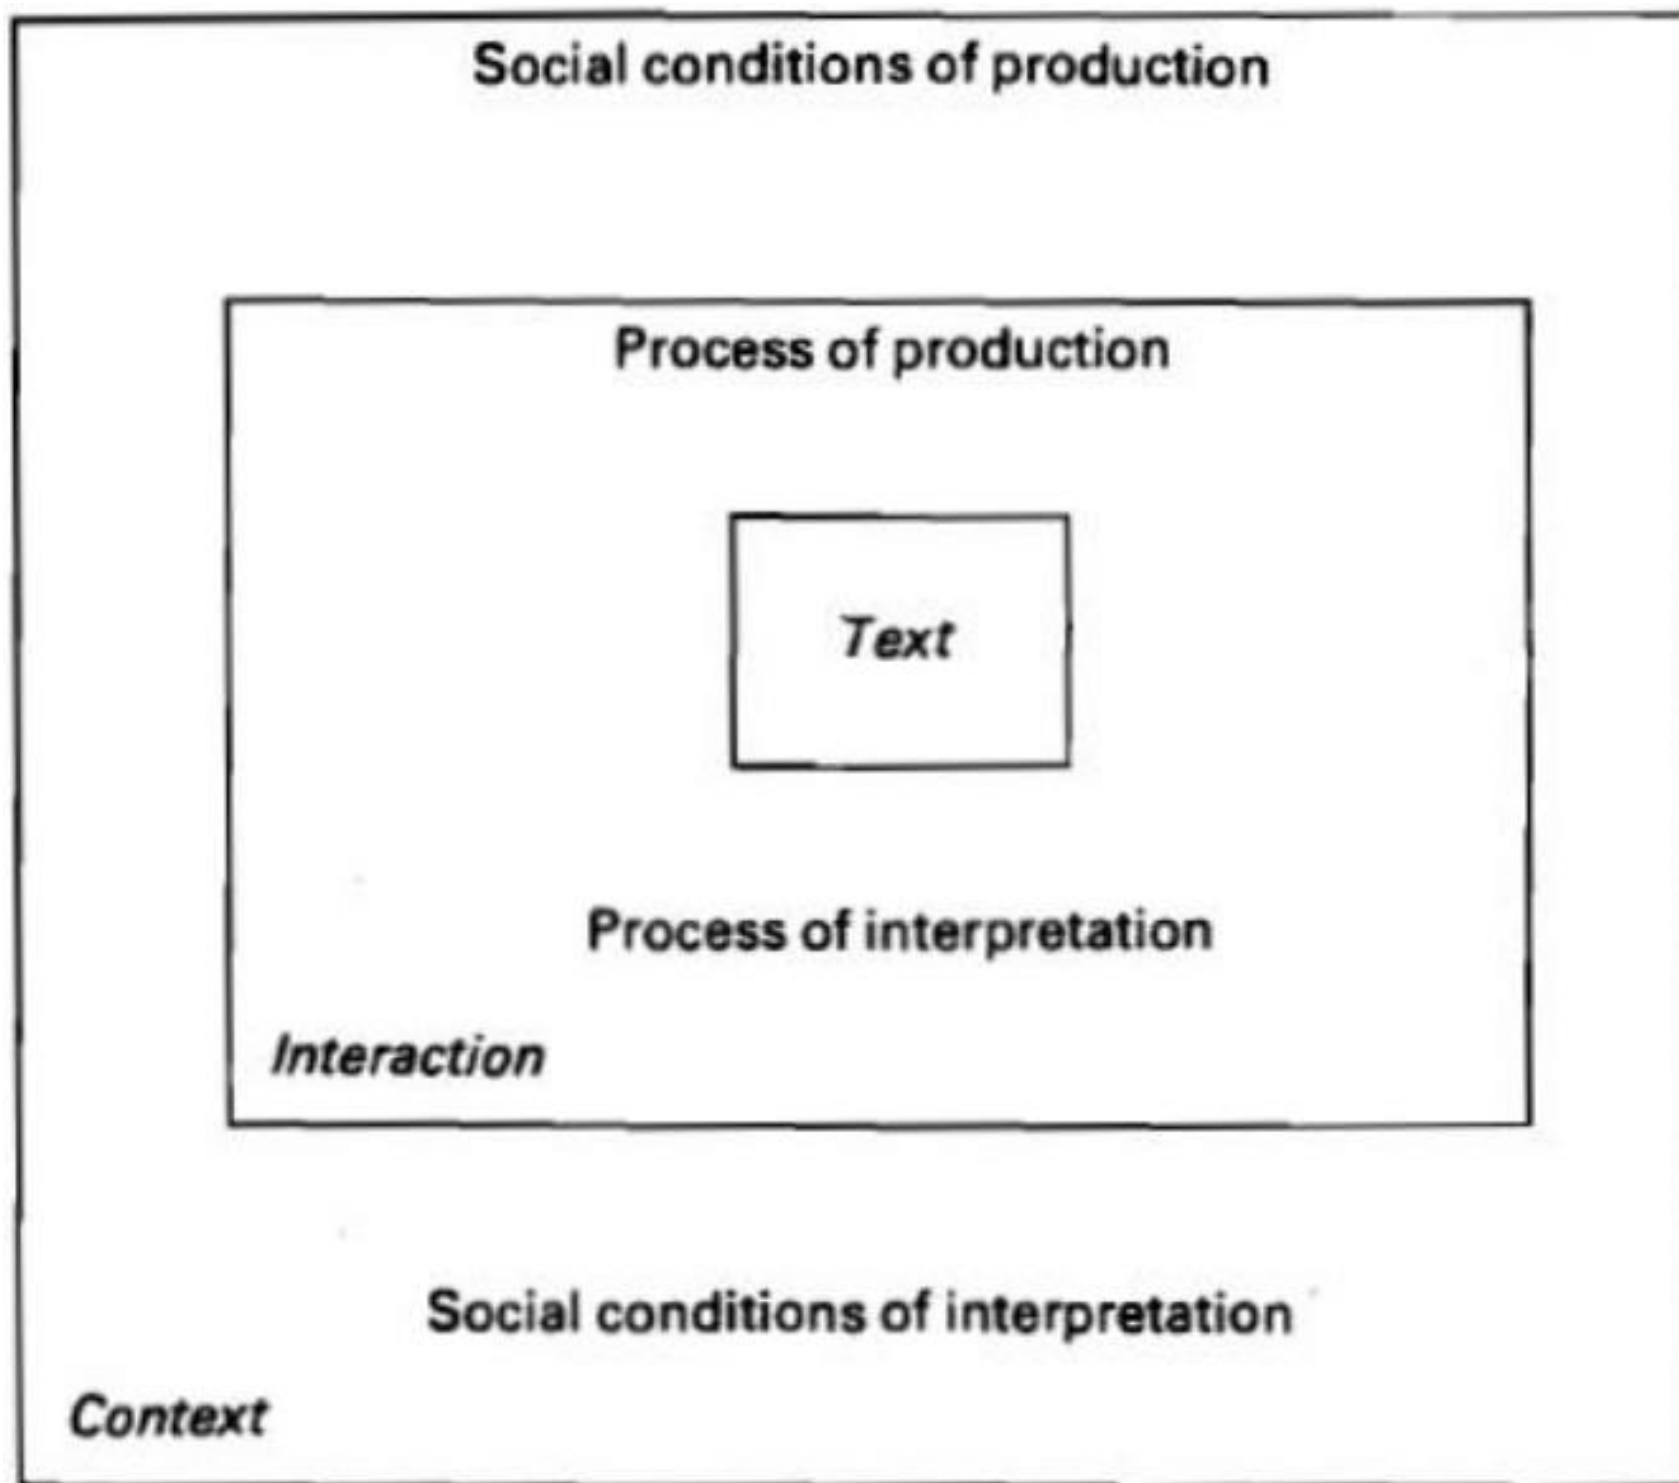 Social conditions of production
Process of production
Text
Process of interpretation
Interaction
Social conditions of interpretation
Context